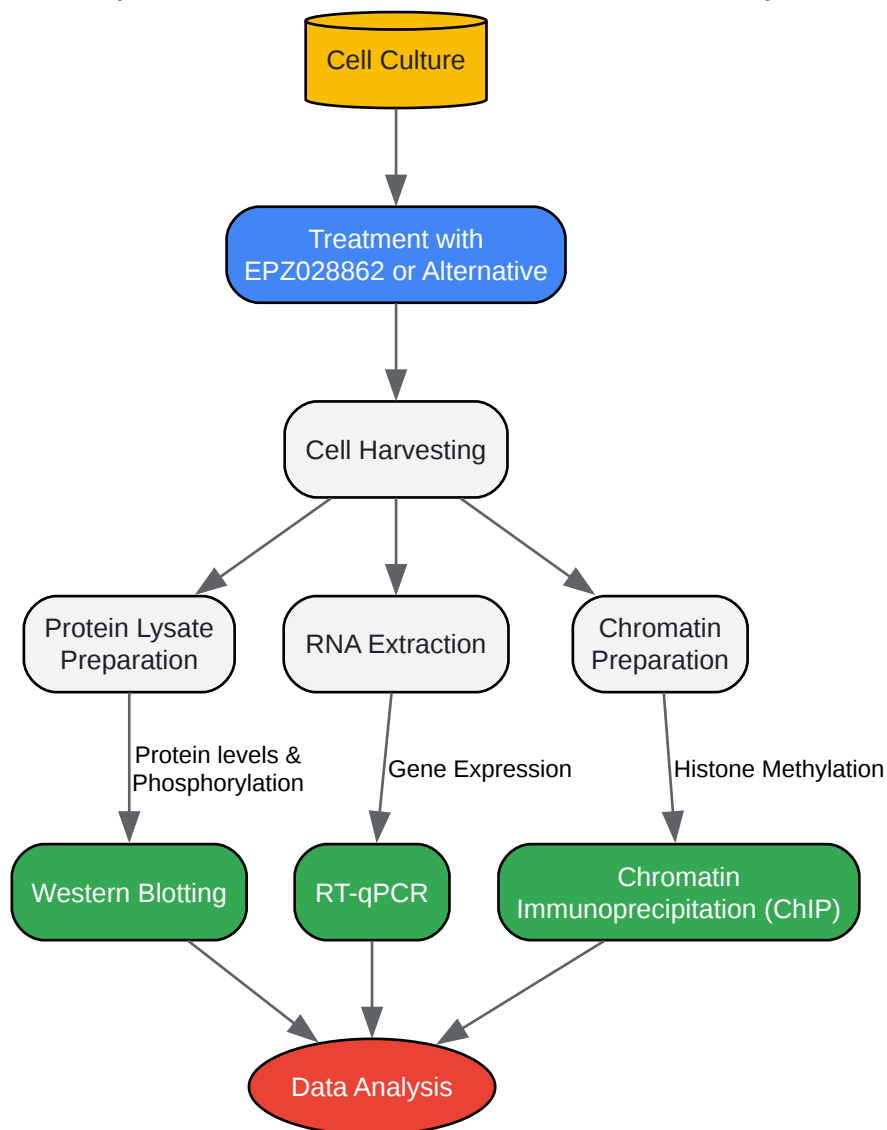 Cell Culture
Treatment with
EPZ028862 or Alternative
Cell Harvesting
Protein Lysate
Preparation
RNA Extraction
Chromatin
Preparation
Protein levels &
Phosphorylation
Gene Expression
Histone Methylation
Western Blotting
RT-qPCR
Chromatin
Immunoprecipitation (ChIP)
Data Analysis